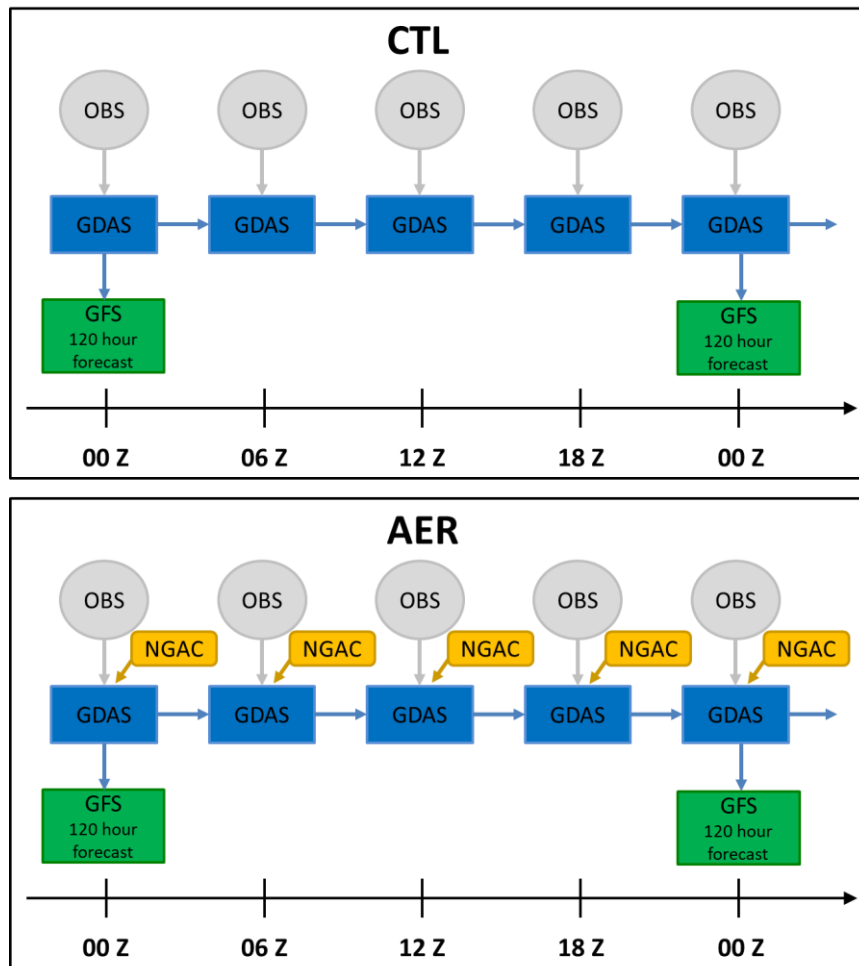 CTL
OBS OBS OBS OBS OBS
GDAS GDAS GDAS GDAS GDAS
GFS GFS
120 hour 120 hour
forecast forecast
00 Z 06 Z 12 Z 18 Z 00 Z
AER
OBS OBS OBS OBS OBS
NGAC NGAC NGAC NGAC NGAC
GDAS GDAS GDAS GDAS GDAS
GFS GFS
120 hour 120 hour
forecast forecast
00 Z 06 Z 12 Z 18 Z 00 Z